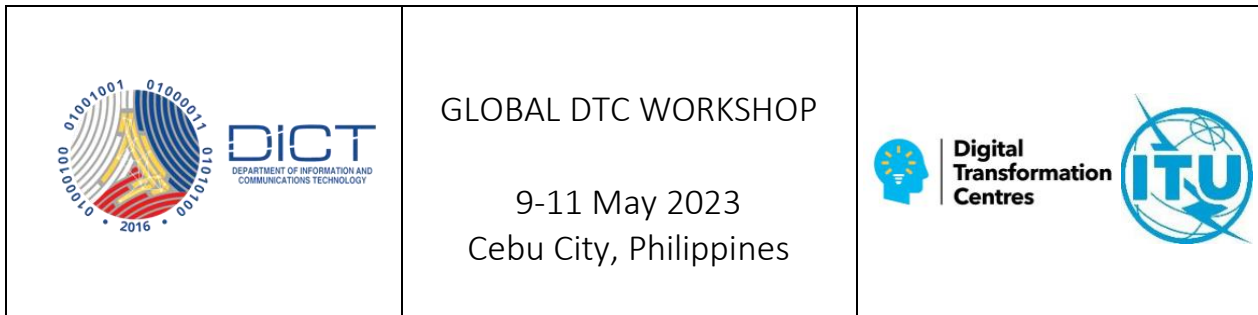 01000100 01001001 01000011 01010100
• 2016 •
DICT
DEPARTMENT OF INFORMATION AND
COMMUNICATIONS TECHNOLOGY
GLOBAL DTC WORKSHOP
9-11 May 2023
Cebu City, Philippines
Digital
Transformation
Centres
ITU